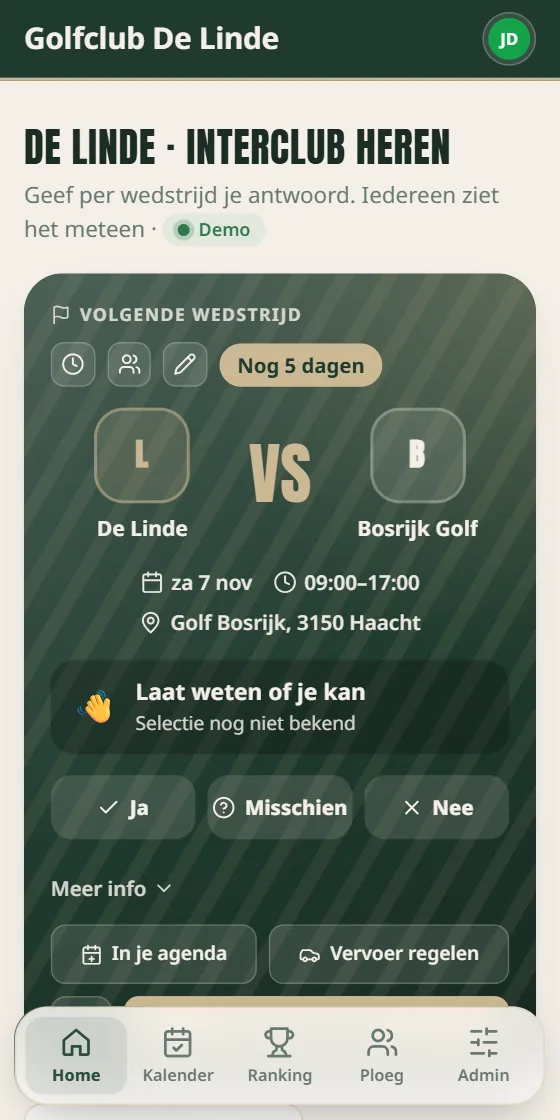 Golfclub De Linde
JD
DE LINDE · INTERCLUB HEREN
Geef per wedstrijd je antwoord. Iedereen ziet
het meteen · Demo
VOLGENDE WEDSTRIJD
Nog 5 dagen
L
VS
B
De Linde
Bosrijk Golf
za 7 nov 09:00–17:00
Golf Bosrijk, 3150 Haacht
Laat weten of je kan
Selectie nog niet bekend
Ja
Misschien
Nee
Meer info
In je agenda
Vervoer regelen
Home
Kalender
Ranking
Ploeg
Admin